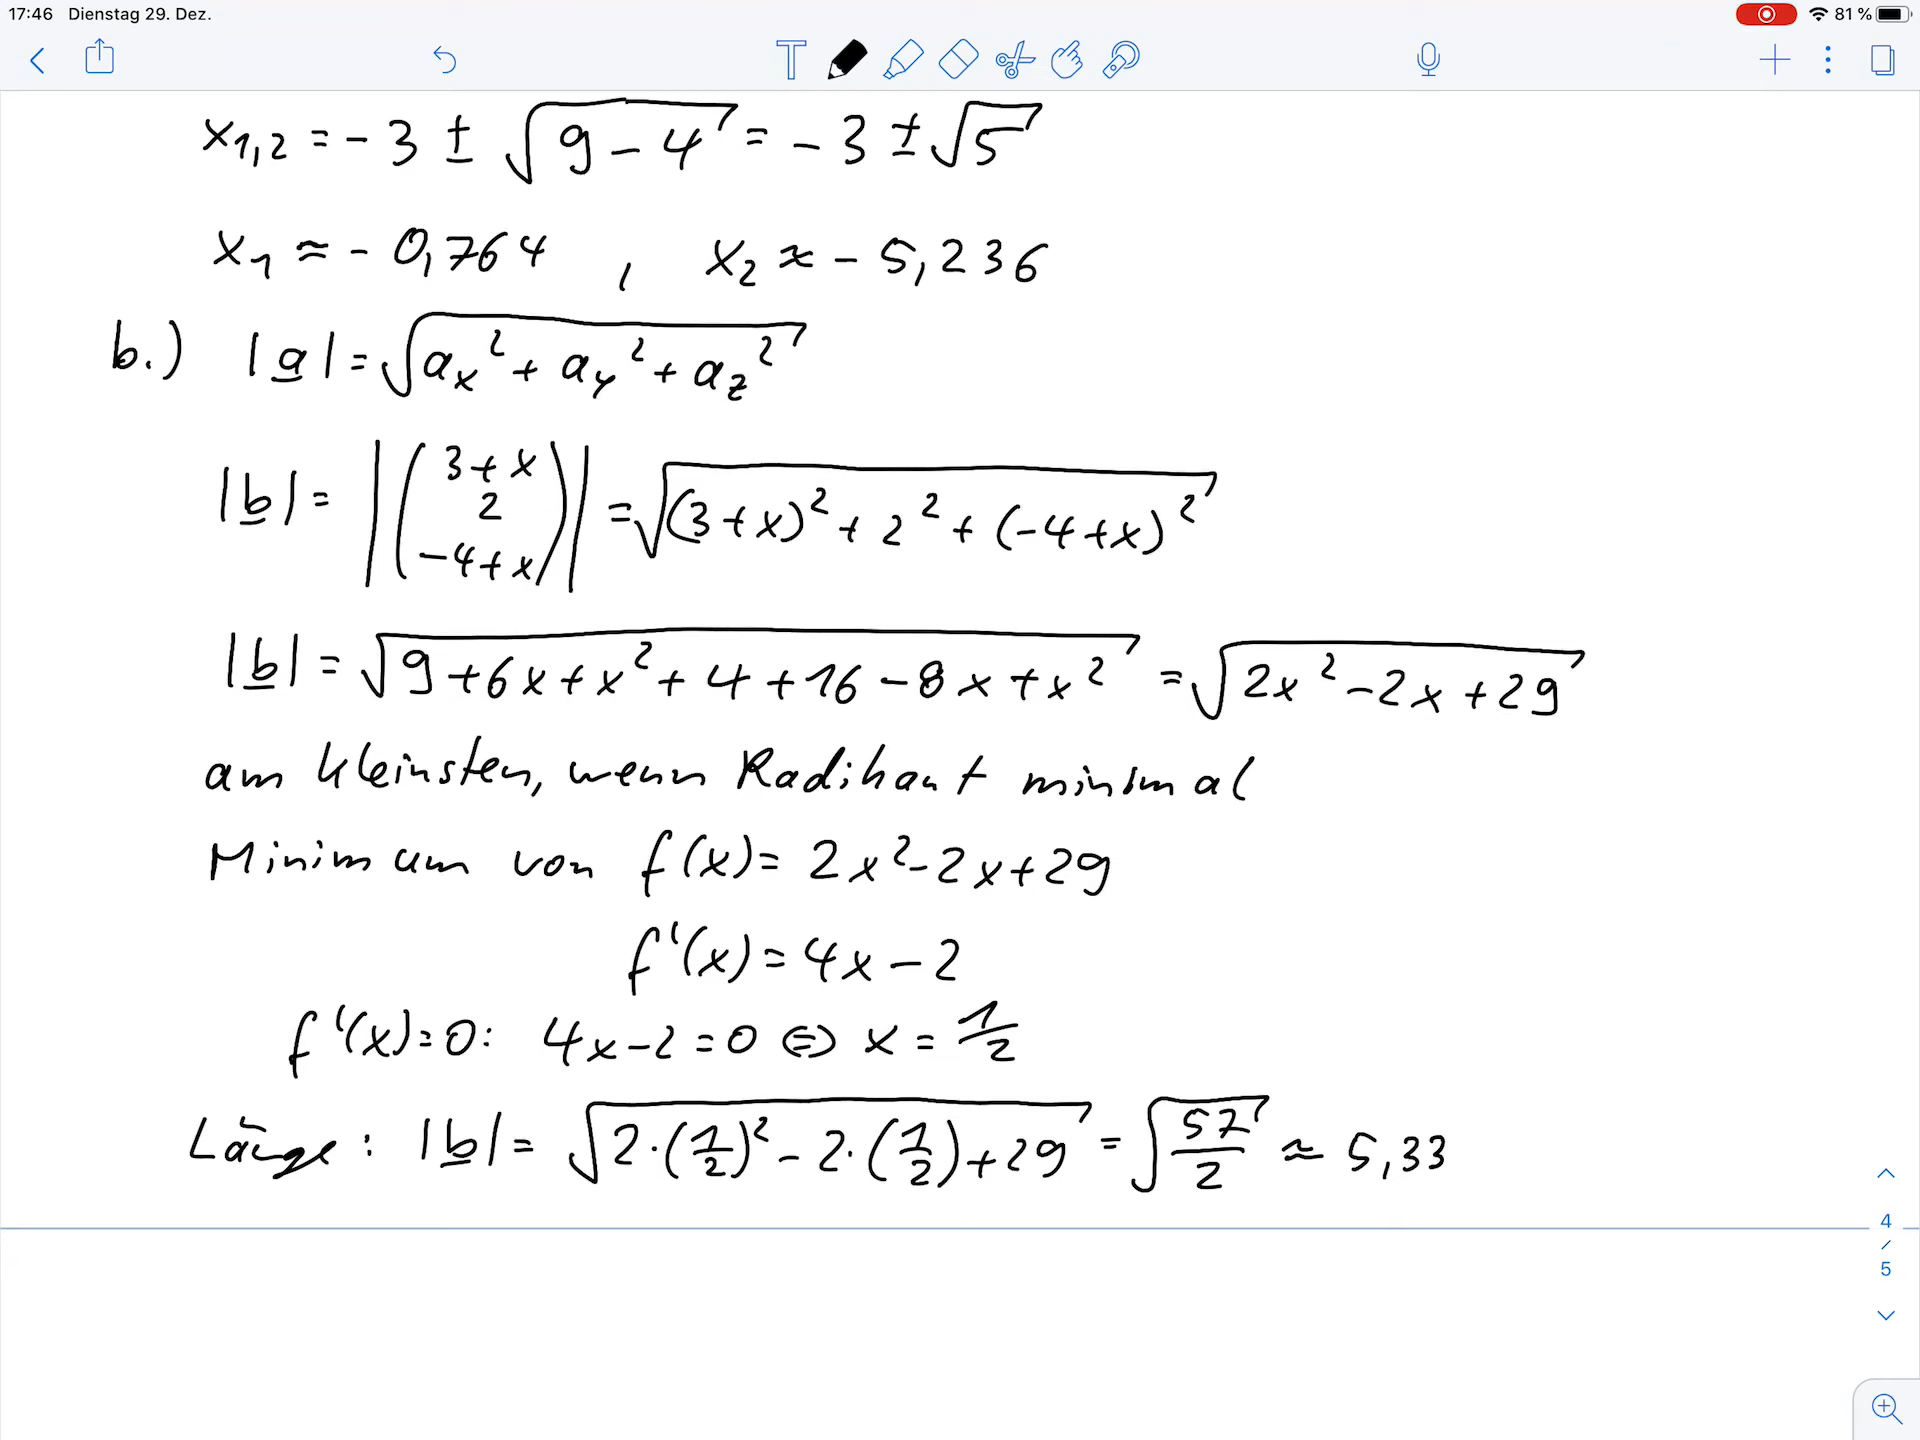 17:46 Dienstag 29. Dez. 81 %
T
x₁,₂ = - 3 ± √(9 - 4) = - 3 ± √5
x₁ ≈ - 0,764 , x₂ ≈ - 5,236
b.) |a̲| = √(aₓ² + a_y² + a_z²)
|b̲| = |(3+x 2 -4+x)| = √((3+x)² + 2² + (-4+x)²)
|b̲| = √(9+6x+x²+4+16-8x+x²) = √(2x²-2x+29)
am kleinsten, wenn Radikant minimal
Minimum von f(x) = 2x²-2x+29
f'(x) = 4x-2
f'(x)=0: 4x-2=0 ⇔ x = 1/2
Länge: |b̲| = √(2·(1/2)² - 2·(1/2)+29) = √(57/2) ≈ 5,33
4
/
5